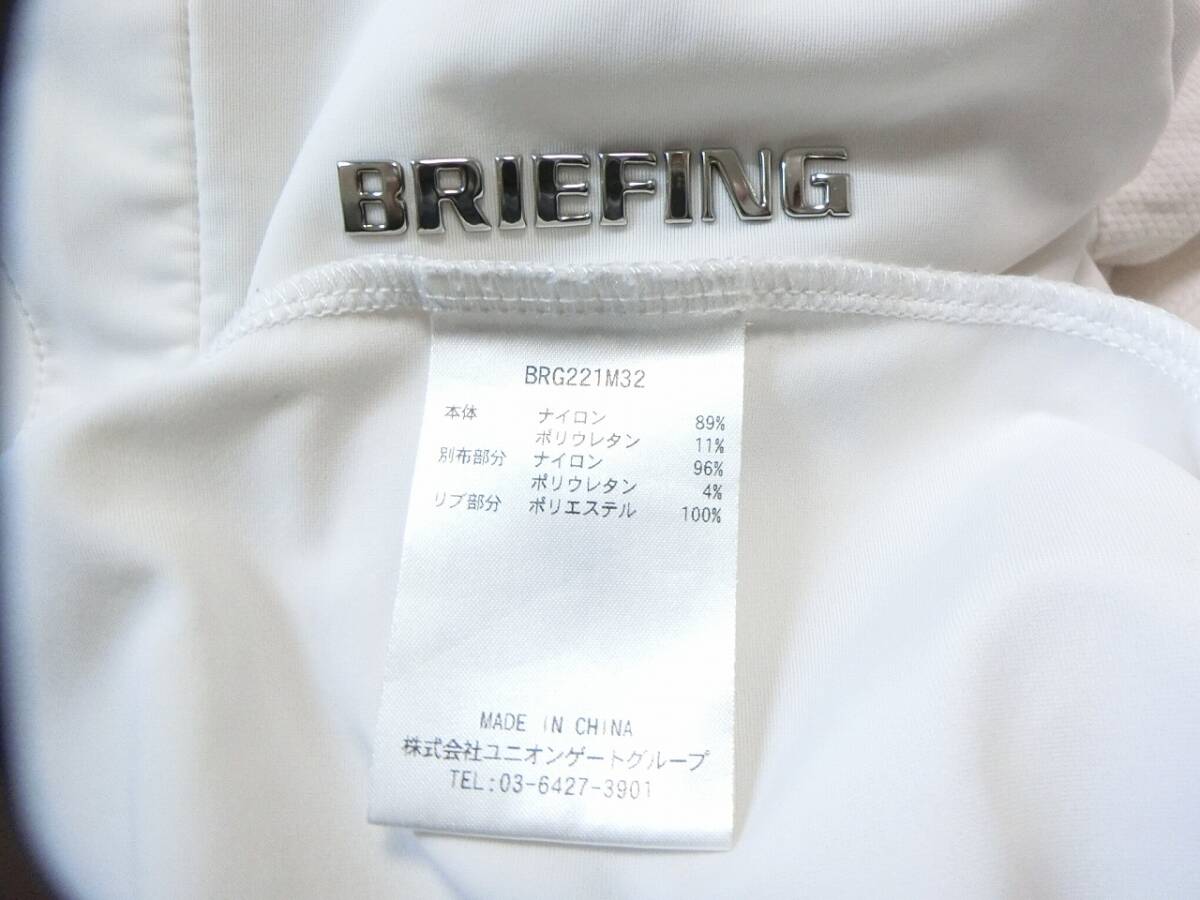 BRIEFING
BRG221M32
本体 ナイロン 89%
ポリウレタン 11%
別布部分 ナイロン 96%
ポリウレタン 4%
リブ部分 ポリエステル 100%
MADE IN CHINA
株式会社ユニオンゲートグループ
TEL:03-6427-3901